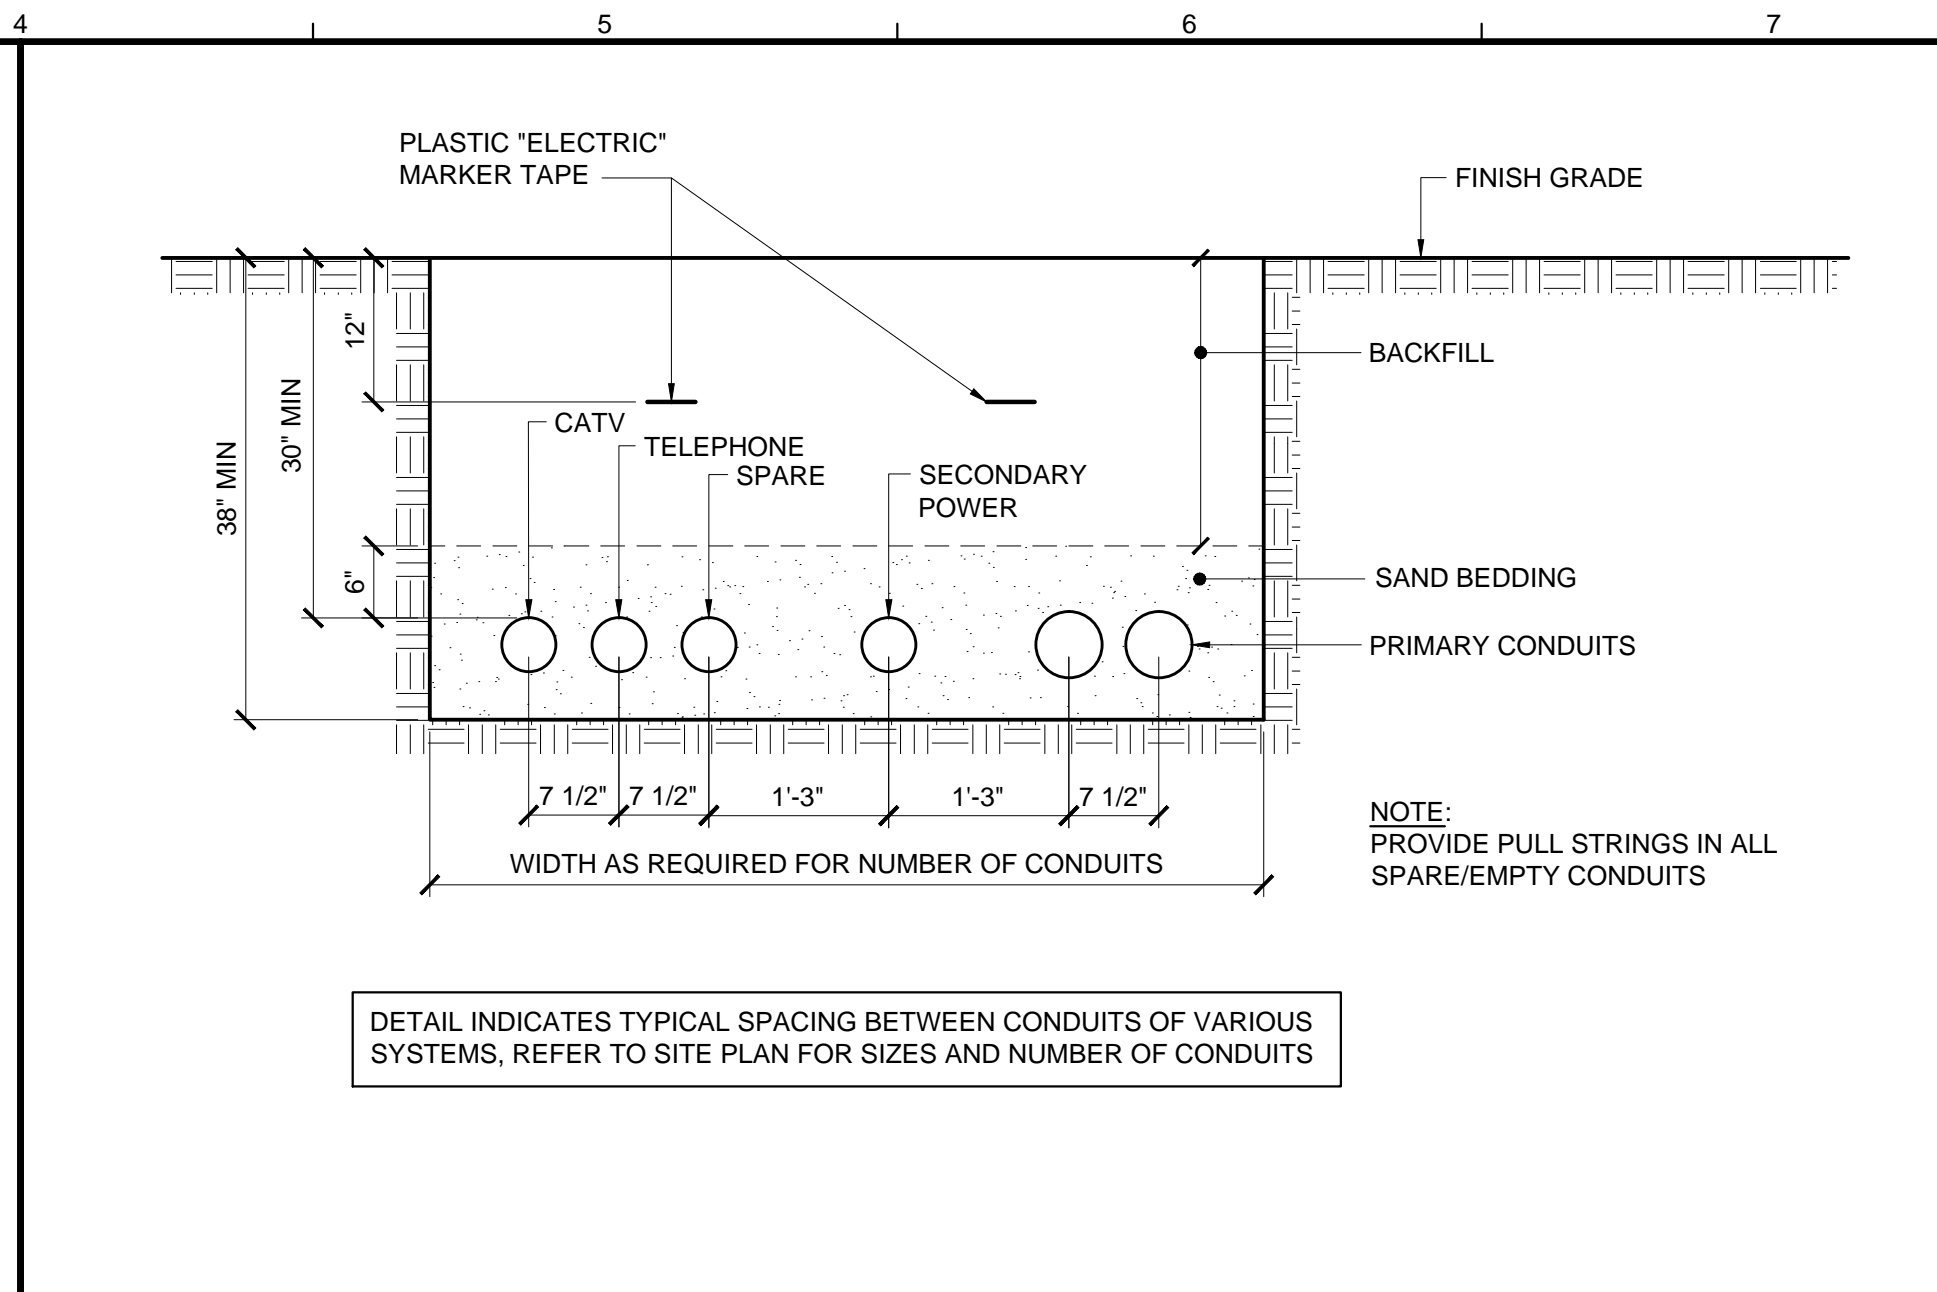 4
5
6
7
PLASTIC "ELECTRIC"
MARKER TAPE
FINISH GRADE
12"
BACKFILL
30" MIN
CATV
TELEPHONE
SPARE
SECONDARY
POWER
38" MIN
6"
SAND BEDDING
PRIMARY CONDUITS
7 1/2"
7 1/2"
1'-3"
1'-3"
7 1/2"
WIDTH AS REQUIRED FOR NUMBER OF CONDUITS
NOTE:
PROVIDE PULL STRINGS IN ALL
SPARE/EMPTY CONDUITS
DETAIL INDICATES TYPICAL SPACING BETWEEN CONDUITS OF VARIOUS
SYSTEMS, REFER TO SITE PLAN FOR SIZES AND NUMBER OF CONDUITS